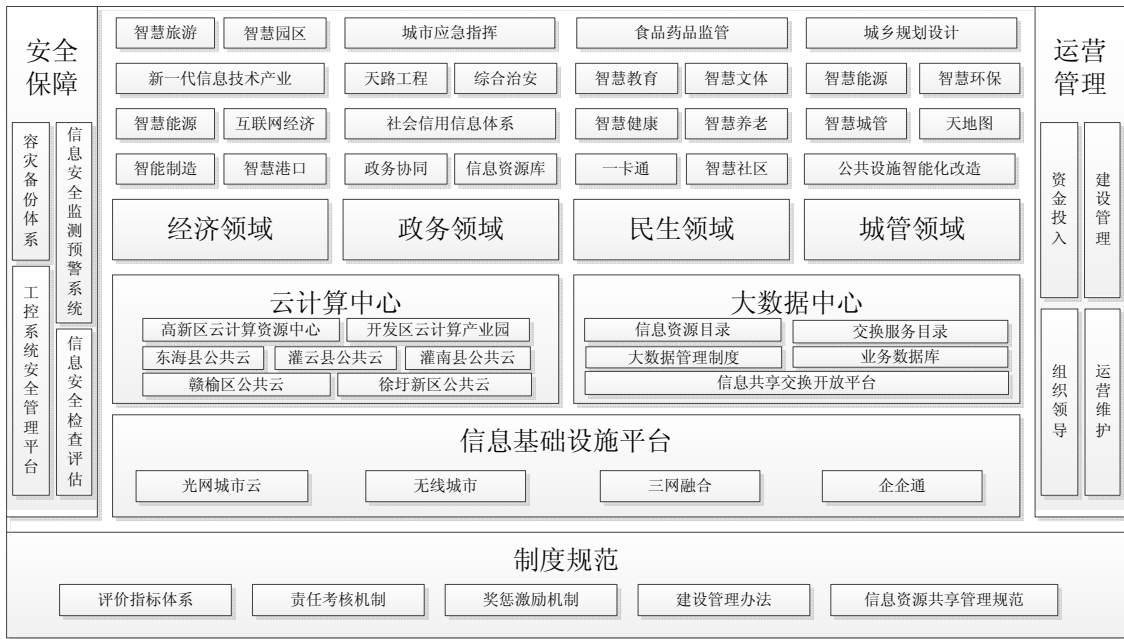 安全
保障
容灾备份体系
信息安全监测预警系统
工控系统安全管理平台
信息安全检查评估
智慧旅游
智慧园区
城市应急指挥
食品药品监管
城乡规划设计
新一代信息技术产业
天路工程
综合治安
智慧教育
智慧文体
智慧能源
智慧环保
智慧能源
互联网经济
社会信用信息体系
智慧健康
智慧养老
智慧城管
天地图
智能制造
智慧港口
政务协同
信息资源库
一卡通
智慧社区
公共设施智能化改造
经济领域
政务领域
民生领域
城管领域
云计算中心
高新区云计算资源中心
开发区云计算产业园
东海县公共云
灌云县公共云
灌南县公共云
赣榆区公共云
徐圩新区公共云
大数据中心
信息资源目录
交换服务目录
大数据管理制度
业务数据库
信息共享交换开放平台
信息基础设施平台
光网城市云
无线城市
三网融合
企企通
运营
管理
资金投入
建设管理
组织领导
运营维护
制度规范
评价指标体系
责任考核机制
奖惩激励机制
建设管理办法
信息资源共享管理规范